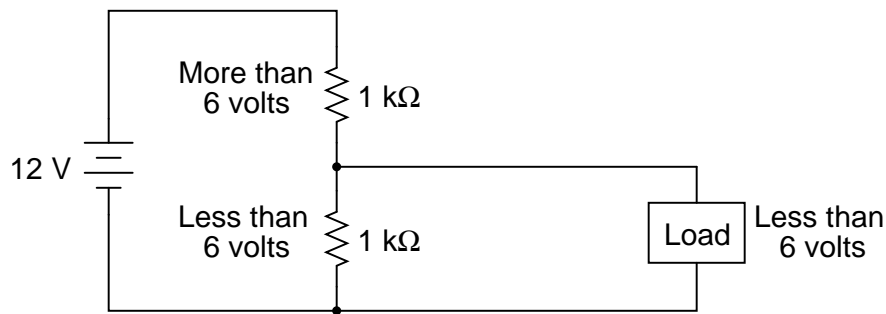 More than
6 volts
1 kΩ
12 V
Less than
6 volts
1 kΩ
Load
Less than
6 volts